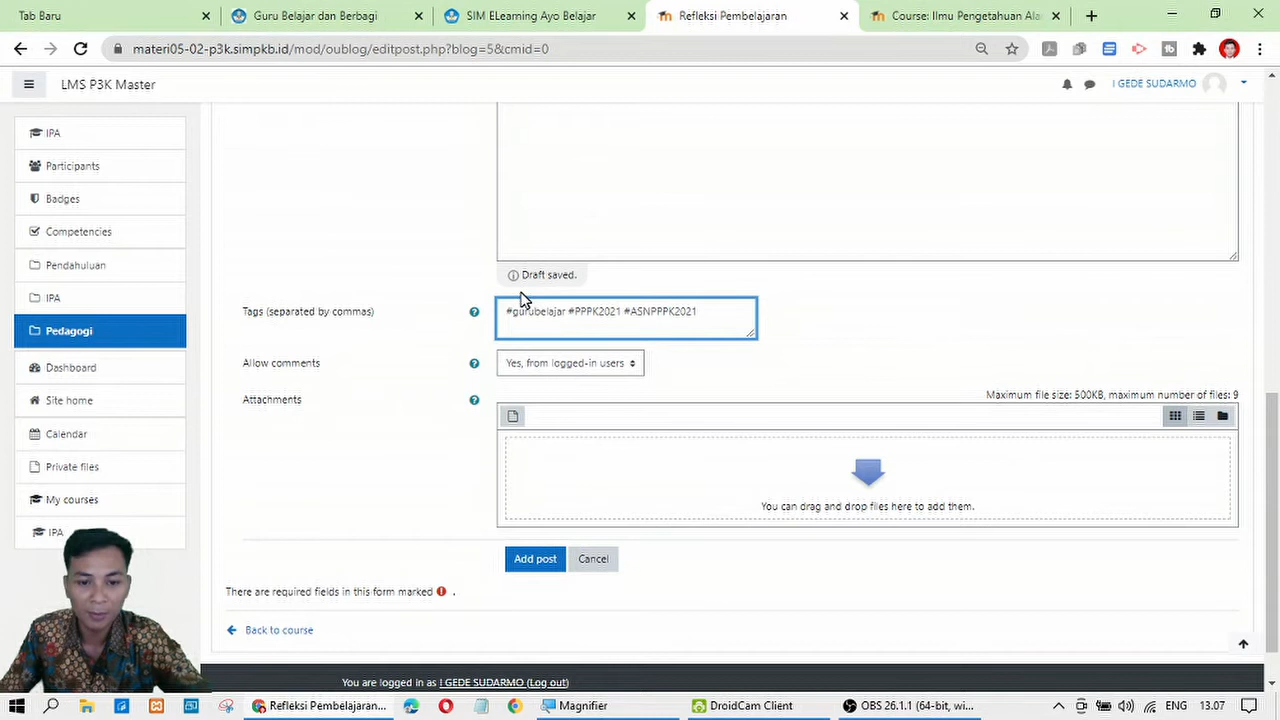 Tab Baru
Guru Belajar dan Berbagi
SIM ELearning Ayo Belajar
Refleksi Pembelajaran
Course: Ilmu Pengetahuan Ala
materi05-02-p3k.simpkb.id/mod/oublog/editpost.php?blog=5&cmid=0
LMS P3K Master
I GEDE SUDARMO
IPA
Participants
Badges
Competencies
Pendahuluan
IPA
Pedagogi
Dashboard
Site home
Calendar
Private files
My courses
IPA
Draft saved.
Tags (separated by commas)
#gurubelajar #PPPK2021 #ASNPPPK2021
Allow comments
Yes, from logged-in users
Attachments
Maximum file size: 500KB, maximum number of files: 9
You can drag and drop files here to add them.
Add post
Cancel
There are required fields in this form marked .
Back to course
You are logged in as I GEDE SUDARMO (Log out)
Refleksi Pembelajaran...
Magnifier
DroidCam Client
OBS 26.1.1 (64-bit, wi...
ENG
13.07